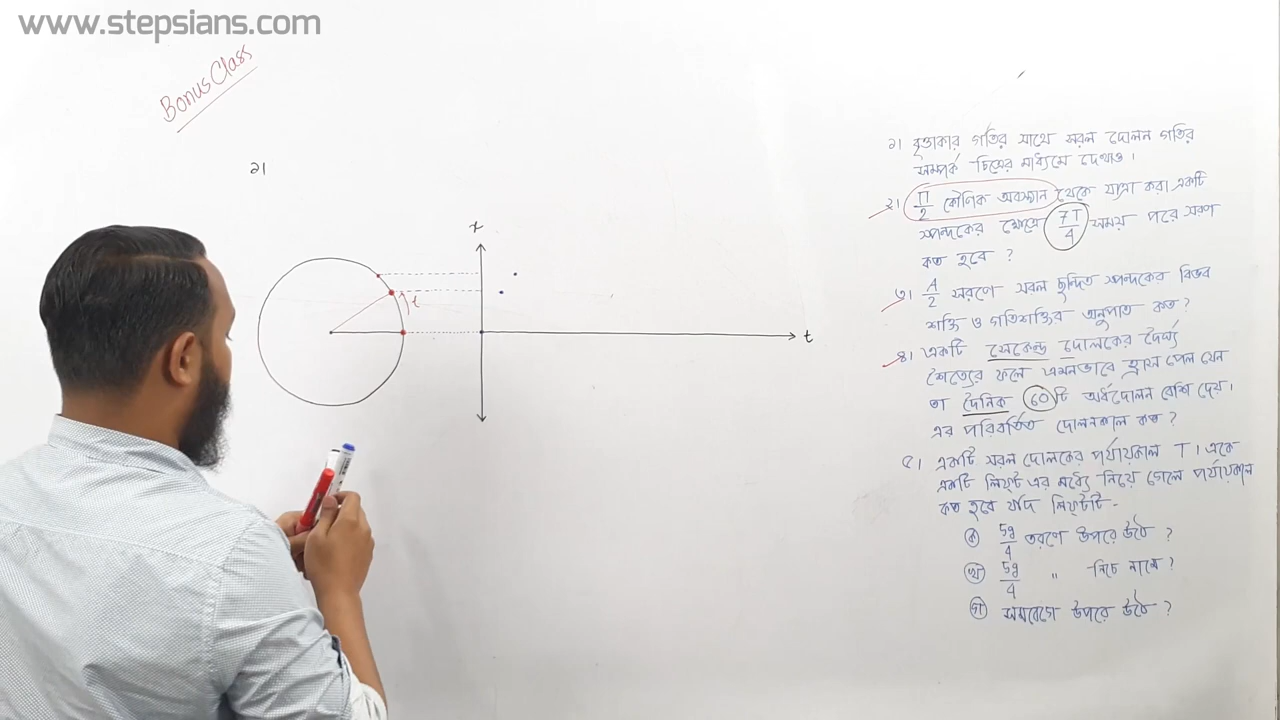 www.stepsians.com
Bonus Class
১।
x
t
t
১। বৃত্তাকার গতির সাথে সরল দোলন গতির
সম্পর্ক চিত্রের মাধ্যমে দেখাও।
২। π/2 কৌণিক অবস্থান থেকে যাত্রা করা একটি
স্পন্দকের ক্ষেত্রে 7T/4 সময় পরে সরণ
কত হবে ?
৩। A/2 সরণে সরল ছন্দিত স্পন্দকের বিভব
শক্তি ও গতিশক্তির অনুপাত কত?
৪। একটি সেকেন্ড দোলকের দৈর্ঘ্য
শৈত্যের ফলে এমনভাবে হ্রাস পেল যেন
তা দৈনিক 60টি অর্ধদোলন বেশি দেয়।
এর পরিবর্তিত দোলনকাল কত ?
৫। একটি সরল দোলকের পর্যায়কাল T। একে
একটি লিফ্ট এর মধ্যে নিয়ে গেলে পর্যায়কাল
কত হবে যদি লিফ্টটি-
ক 5g/4 ত্বরণে উপরে উঠে ?
খ 5g/4 " নিচে নামে ?
গ সমবেগে উপরে উঠে ?